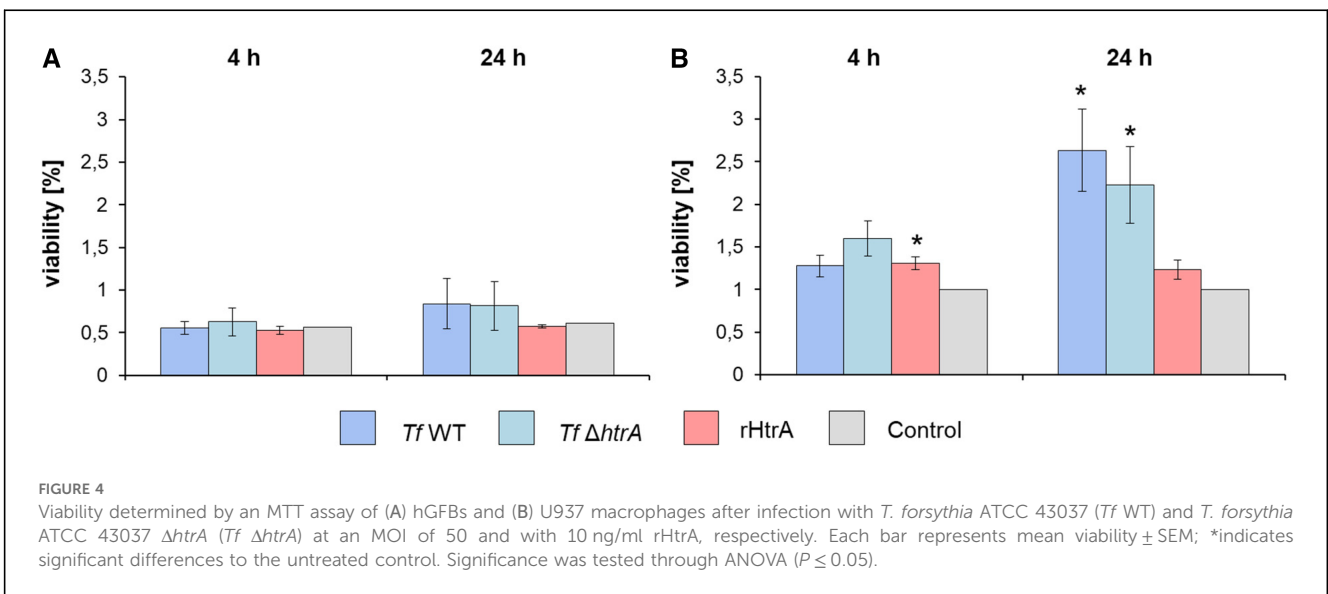 A
4 h
24 h
3,5
3
2,5
2
1,5
1
0,5
0
viability [%]
B
4 h
24 h
3,5
3
2,5
2
1,5
1
0,5
0
viability [%]
*
*
*
Tf WT
Tf ΔhtrA
rHtrA
Control
FIGURE 4
Viability determined by an MTT assay of (A) hGFBs and (B) U937 macrophages after infection with T. forsythia ATCC 43037 (Tf WT) and T. forsythia
ATCC 43037 ΔhtrA (Tf ΔhtrA) at an MOI of 50 and with 10 ng/ml rHtrA, respectively. Each bar represents mean viability ± SEM; *indicates
significant differences to the untreated control. Significance was tested through ANOVA (P ≤ 0.05).